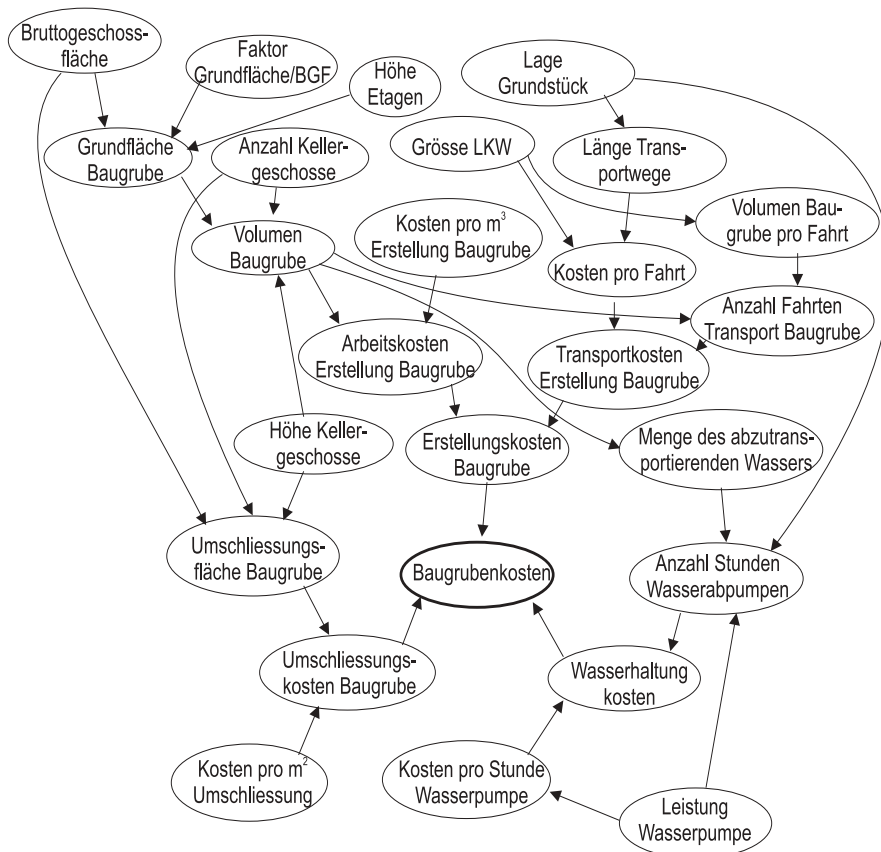 Bruttogeschoss-
fläche
Faktor
Grundfläche/BGF
Höhe
Etagen
Lage
Grundstück
Grundfläche
Baugrube
Anzahl Keller-
geschosse
Grösse LKW
Länge Trans-
portwege
Volumen
Baugrube
Kosten pro m³
Erstellung Baugrube
Kosten pro Fahrt
Volumen Bau-
grube pro Fahrt
Arbeitskosten
Erstellung Baugrube
Transportkosten
Erstellung Baugrube
Anzahl Fahrten
Transport Baugrube
Höhe Keller-
geschosse
Erstellungskosten
Baugrube
Menge des abzutrans-
portierenden Wassers
Umschliessungs-
fläche Baugrube
Baugrubenkosten
Anzahl Stunden
Wasserabpumpen
Umschliessungs-
kosten Baugrube
Wasserhaltung
kosten
Kosten pro m²
Umschliessung
Kosten pro Stunde
Wasserpumpe
Leistung
Wasserpumpe